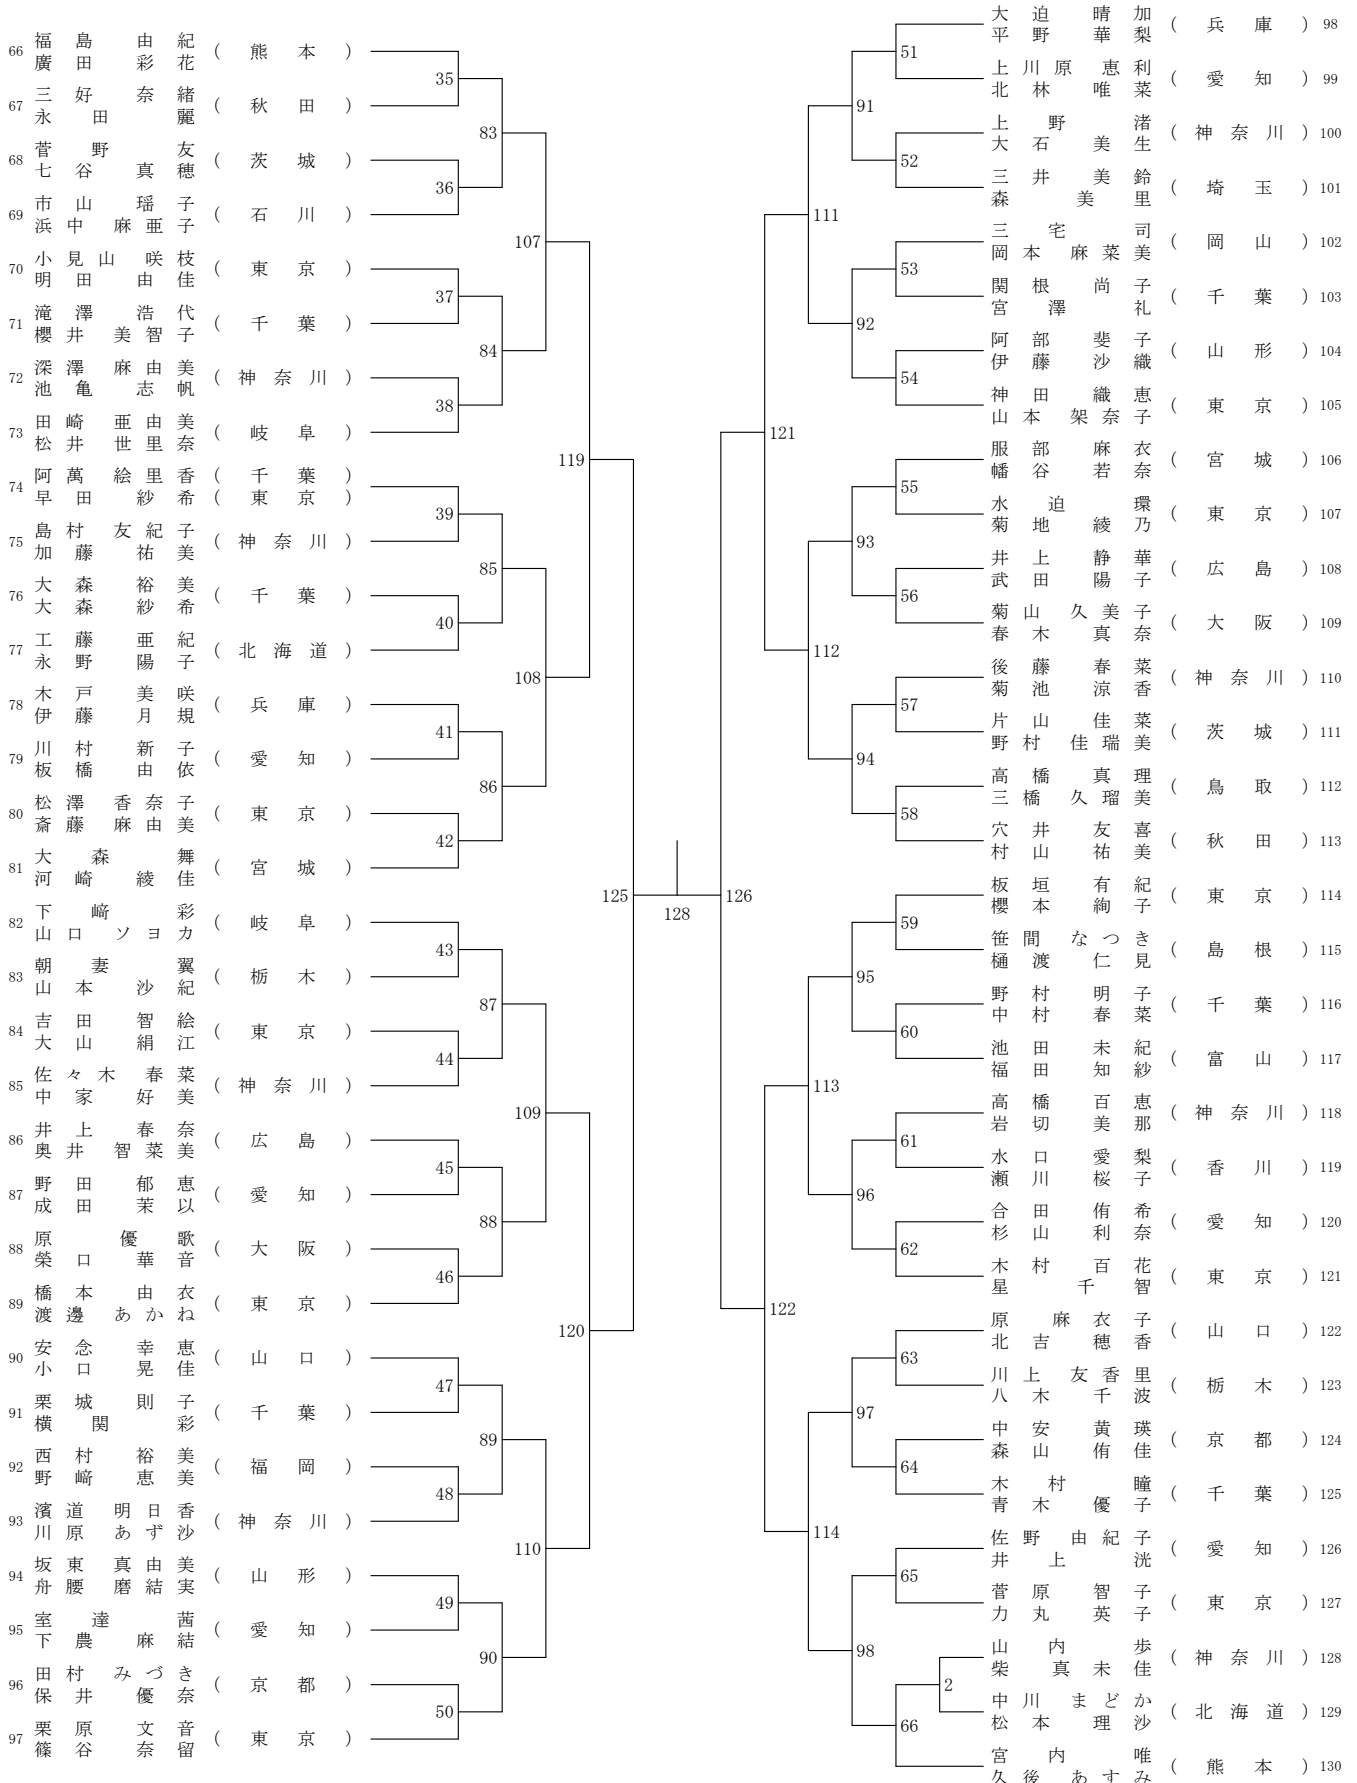 66 福島 由紀 (熊本)
廣田 彩花
67 三好 奈緒 (秋田)
永田 麗
68 菅野 友 (茨城)
七谷 真穂
69 市山 瑶子 (石川)
浜中 麻亜子
70 小見山 咲枝 (東京)
明田 由佳
71 滝澤 浩代 (千葉)
櫻井 美智子
72 深澤 麻由美 (神奈川)
池亀 志帆
73 田崎 亜由美 (岐阜)
松井 世里奈
74 阿萬 絵里香 (千葉)
早田 紗希 (東京)
75 島村 友紀子 (神奈川)
加藤 祐美
76 大森 裕美 (千葉)
大森 紗希
77 工藤 亜紀 (北海道)
永野 陽子
78 木戸 美咲 (兵庫)
伊藤 月規
79 川村 新子 (愛知)
板橋 由依
80 松澤 香奈子 (東京)
斎藤 麻由美
81 大森 舞 (宮城)
河崎 綾佳
82 下﨑 彩 (岐阜)
山口 ソヨカ
83 朝妻 翼 (栃木)
山本 沙紀
84 吉田 智絵 (東京)
大山 絹江
85 佐々木 春菜 (神奈川)
中家 好美
86 井上 春奈 (広島)
奥井 智菜美
87 野田 郁恵 (愛知)
成田 茉以
88 原 優歌 (大阪)
榮口 華音
89 橋本 由衣 (東京)
渡邊 あかね
90 安念 幸恵 (山口)
小口 晃佳
91 栗城 則子 (千葉)
横関 彩
92 西村 裕美 (福岡)
野﨑 恵美
93 濱道 明日香 (神奈川)
川原 あず沙
94 坂東 真由美 (山形)
舟腰 磨結実
95 室達 茜 (愛知)
下農 麻結
96 田村 みづき (京都)
保井 優奈
97 栗原 文音 (東京)
篠谷 奈留
35
36
37
38
39
40
41
42
43
44
45
46
47
48
49
50
83
84
85
86
87
88
89
90
107
108
109
110
119
120
125
128
126
121
122
111
112
113
114
91
92
93
94
95
96
97
98
51
52
53
54
55
56
57
58
59
60
61
62
63
64
65
66
2
大迫 晴加 (兵庫) 98
平野 華梨
上川原 恵利 (愛知) 99
北林 唯菜
上野 渚 (神奈川) 100
大石 美生
三井 美鈴 (埼玉) 101
森 美里
三宅 司 (岡山) 102
岡本 麻菜美
関根 尚子 (千葉) 103
宮澤 礼
阿部 斐子 (山形) 104
伊藤 沙織
神田 織恵 (東京) 105
山本 架奈子
服部 麻衣 (宮城) 106
幡谷 若奈
水迫 環 (東京) 107
菊地 綾乃
井上 静華 (広島) 108
武田 陽子
菊山 久美子 (大阪) 109
春木 真奈
後藤 春菜 (神奈川) 110
菊池 涼香
片山 佳菜 (茨城) 111
野村 佳瑞美
高橋 真理 (鳥取) 112
三橋 久瑠美
穴井 友喜 (秋田) 113
村山 祐美
板垣 有紀 (東京) 114
櫻本 絢子
笹間 なつき (島根) 115
樋渡 仁見
野村 明子 (千葉) 116
中村 春菜
池田 未紀 (富山) 117
福田 知紗
高橋 百恵 (神奈川) 118
岩切 美那
水口 愛梨 (香川) 119
瀬川 桜子
合田 侑希 (愛知) 120
杉山 利奈
木村 百花 (東京) 121
星 千智
原 麻衣子 (山口) 122
北吉 穂香
川上 友香里 (栃木) 123
八木 千波
中安 黄瑛 (京都) 124
森山 侑佳
木村 瞳 (千葉) 125
青木 優子
佐野 由紀子 (愛知) 126
井上 洸
菅原 智子 (東京) 127
力丸 英子
山内 歩 (神奈川) 128
柴 真未佳
中川 まどか (北海道) 129
松本 理沙
宮内 唯 (熊本) 130
久後 あすみ